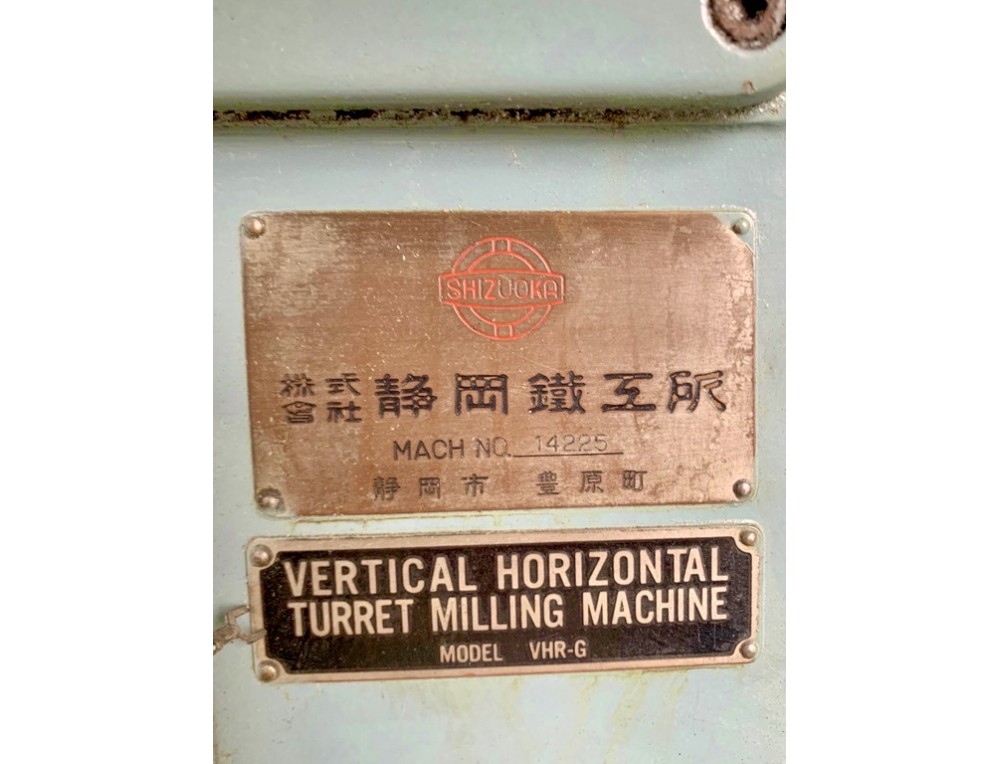 SHIZUOKA
株式會社 静岡鐵工所
MACH NO. 14225
静岡市 豊原町
VERTICAL HORIZONTAL
TURRET MILLING MACHINE
MODEL VHR-G